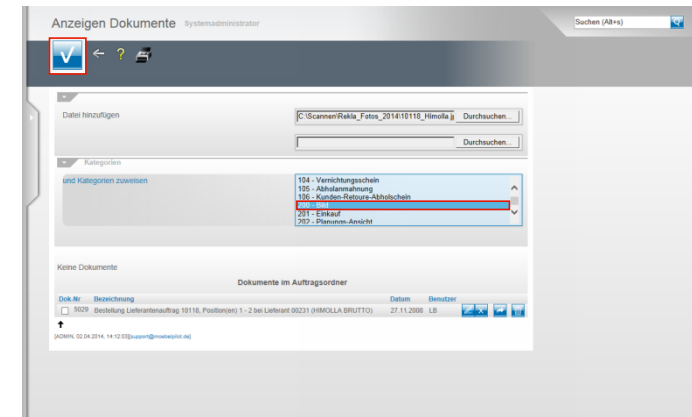 Anzeigen Dokumente Systemadministrator
Suchen (Alt+s)
Datei hinzufügen
C:\Scannen\Rekla_Fotos_2014\10118_Himolla.j Durchsuchen...
Durchsuchen...
Kategorien
und Kategorien zuweisen
104 - Vernichtungsschein
105 - Abholanmahnung
106 - Kunden-Retoure-Abholschein
200 - Bild
201 - Einkauf
202 - Planungs-Ansicht
Keine Dokumente
Dokumente im Auftragsordner
Dok.Nr Bezeichnung Datum Benutzer
5029 Bestellung Lieferantenauftrag 10118, Position(en) 1 - 2 bei Lieferant 00231 (HIMOLLA BRUTTO) 27.11.2008 LB
[ADMIN, 02.04.2014, 14:12:03][support@moebelpilot.de]